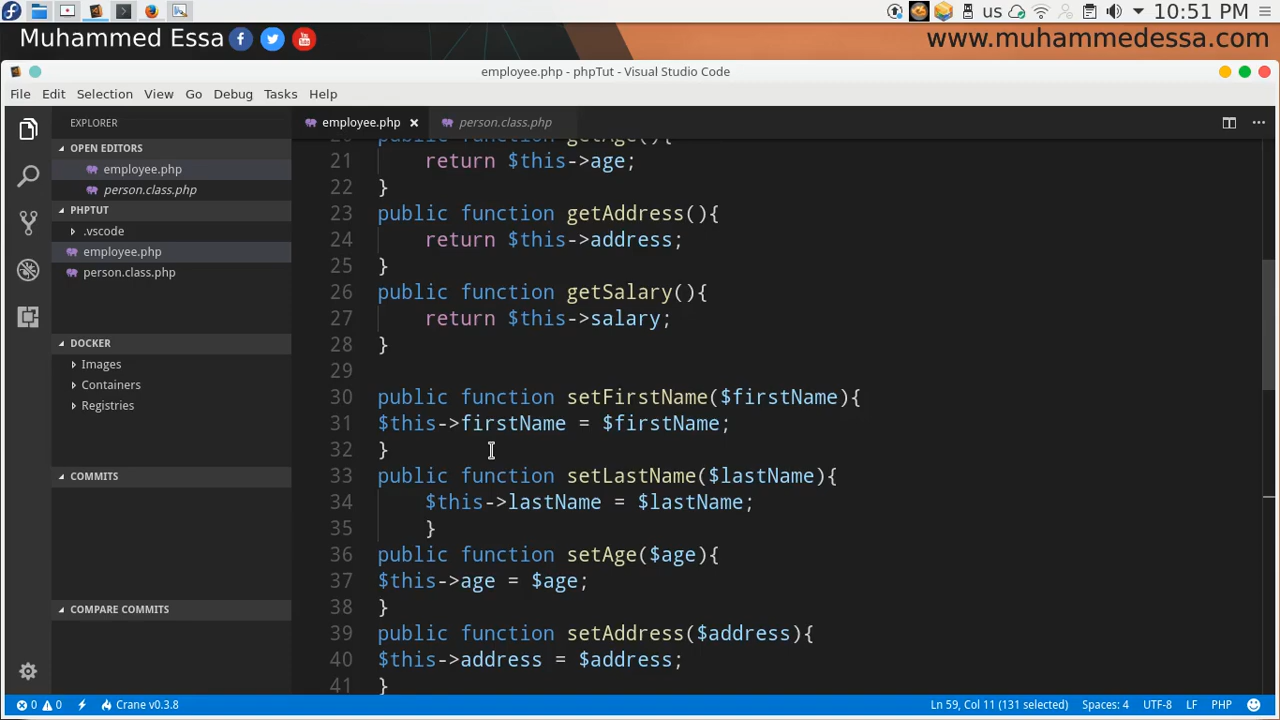 us
10:51 PM
Muhammed Essa
www.muhammedessa.com
employee.php - phpTut - Visual Studio Code
File Edit Selection View Go Debug Tasks Help
EXPLORER
OPEN EDITORS
employee.php
person.class.php
PHPTUT
.vscode
employee.php
person.class.php
DOCKER
Images
Containers
Registries
COMMITS
COMPARE COMMITS
employee.php
person.class.php
20 public function getAge(){
21 return $this->age;
22 }
23 public function getAddress(){
24 return $this->address;
25 }
26 public function getSalary(){
27 return $this->salary;
28 }
29
30 public function setFirstName($firstName){
31 $this->firstName = $firstName;
32 }
33 public function setLastName($lastName){
34 $this->lastName = $lastName;
35 }
36 public function setAge($age){
37 $this->age = $age;
38 }
39 public function setAddress($address){
40 $this->address = $address;
41 }
0 0 Crane v0.3.8
Ln 59, Col 11 (131 selected) Spaces: 4 UTF-8 LF PHP